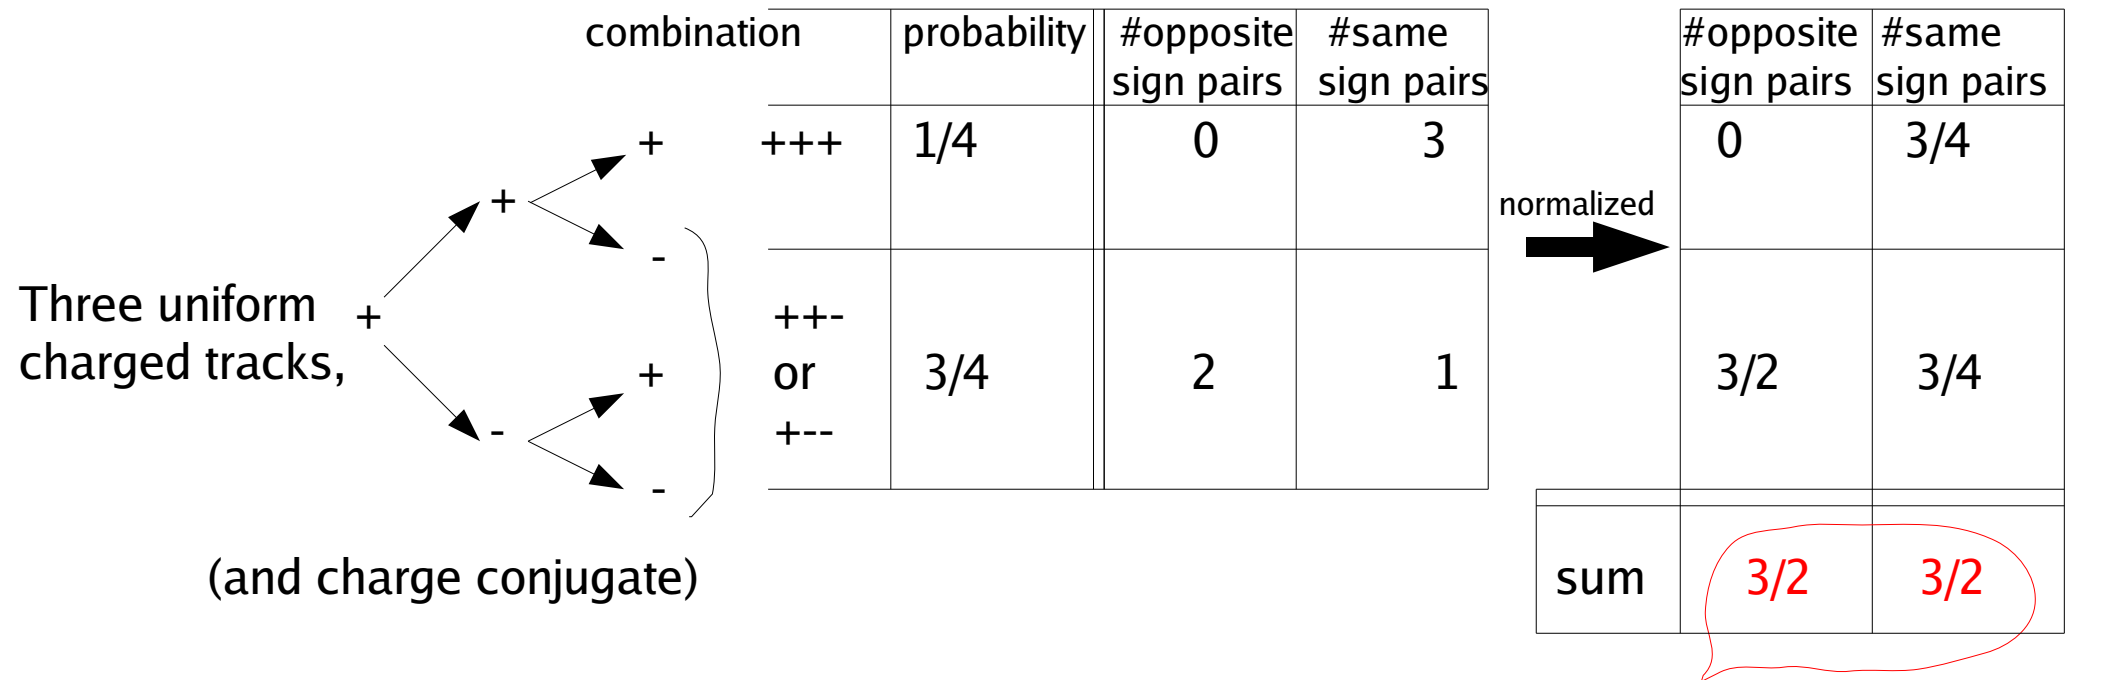 combination probability #opposite #same #opposite #same
sign pairs sign pairs sign pairs sign pairs
+ +++ 1/4 0 3 0 3/4
+ normalized
-
Three uniform + ++-
charged tracks, + or 3/4 2 1 3/2 3/4
- +--
-
(and charge conjugate) sum 3/2 3/2